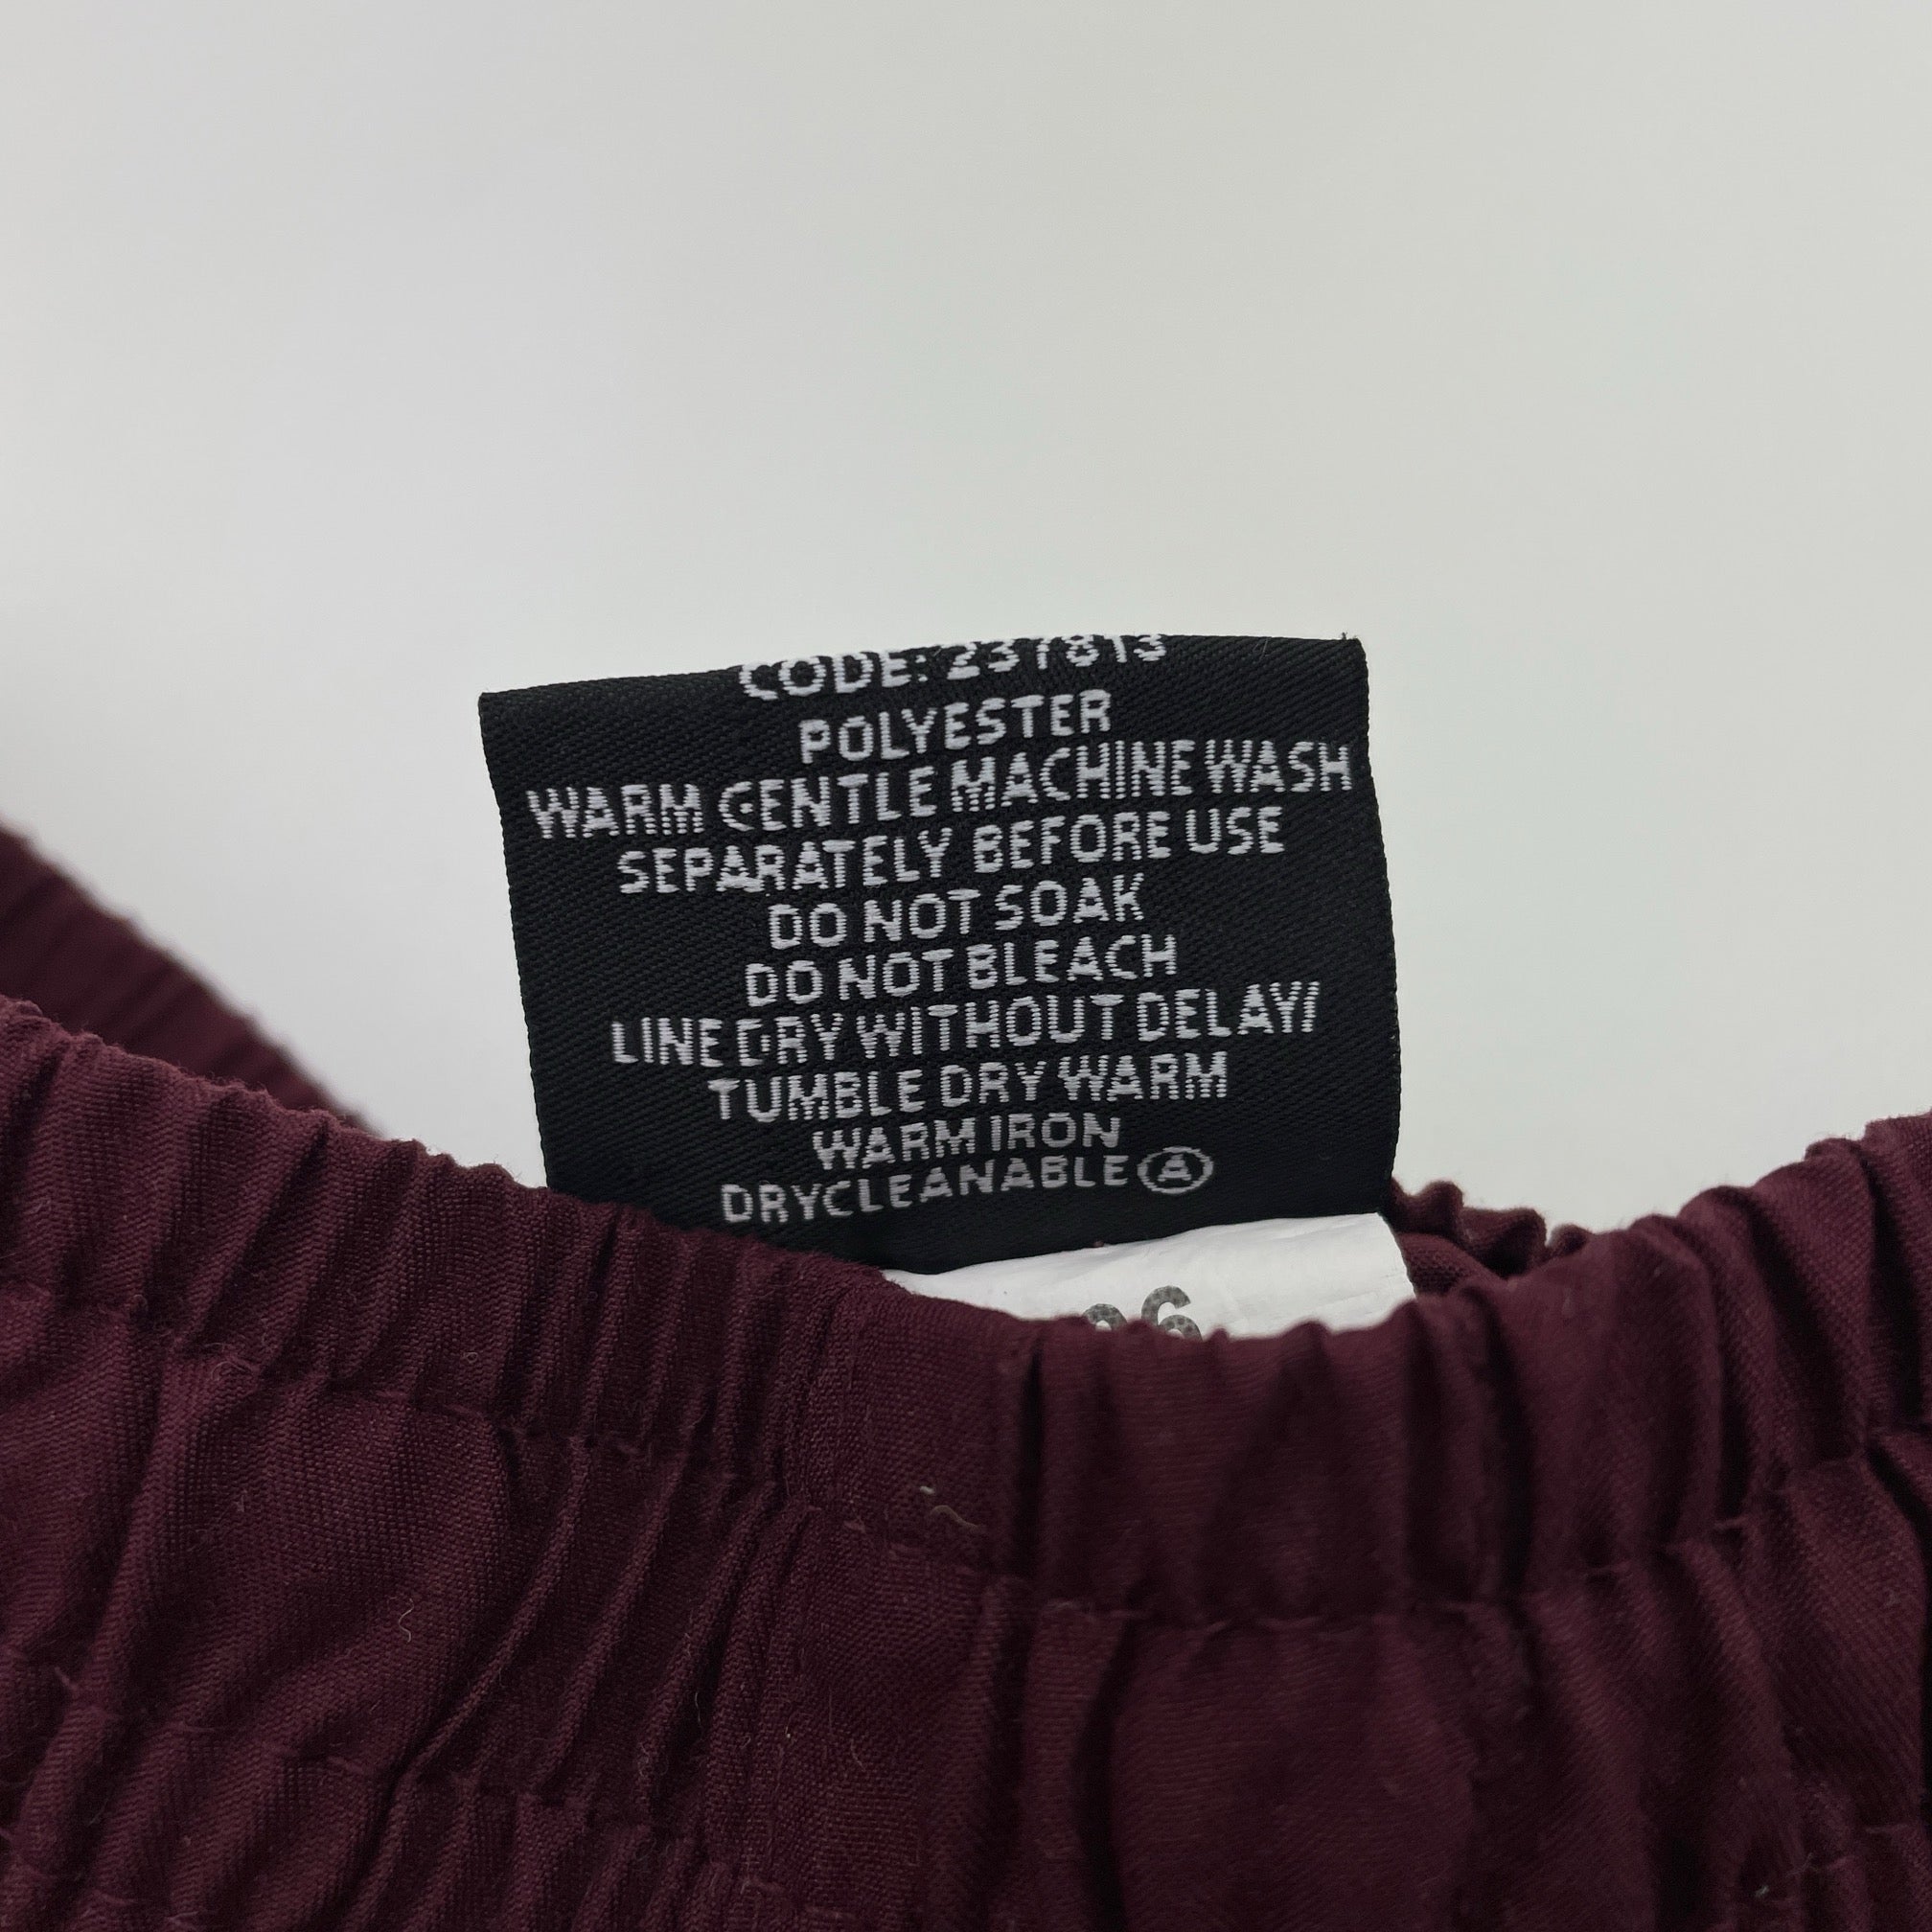 CODE: 237813
POLYESTER
WARM GENTLE MACHINE WASH
SEPARATELY BEFORE USE
DO NOT SOAK
DO NOT BLEACH
LINE DRY WITHOUT DELAY/
TUMBLE DRY WARM
WARM IRON
DRYCLEANABLE Ⓐ